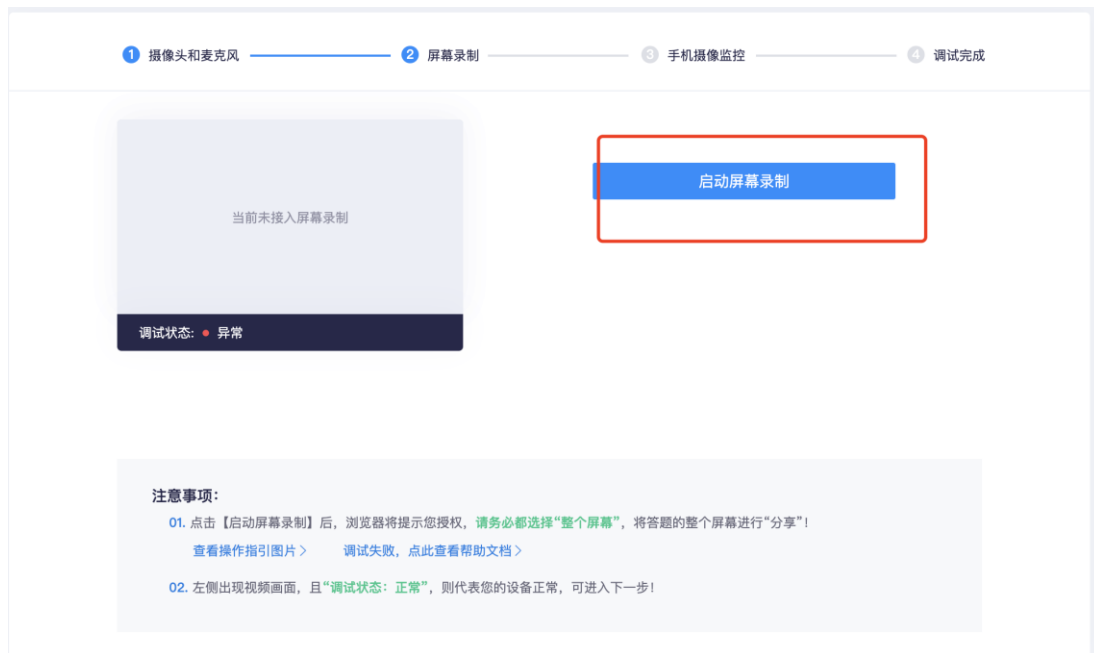 1 摄像头和麦克风 2 屏幕录制 3 手机摄像监控 4 调试完成
启动屏幕录制
当前未接入屏幕录制
调试状态: 异常
注意事项：
01. 点击【启动屏幕录制】后，浏览器将提示您授权，请务必都选择“整个屏幕”，将答题的整个屏幕进行“分享”！
查看操作指引图片> 调试失败，点此查看帮助文档>
02. 左侧出现视频画面，且“调试状态：正常”，则代表您的设备正常，可进入下一步！